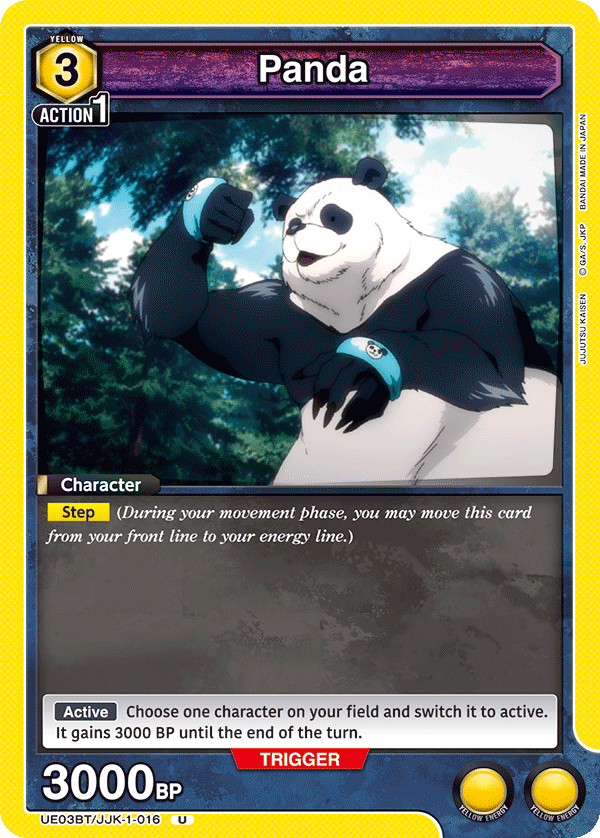 YELLOW
3
Panda
ACTION 1
JUJUTSU KAISEN © GA/S, JKP BANDAI MADE IN JAPAN
Character
Step (During your movement phase, you may move this card
from your front line to your energy line.)
Active Choose one character on your field and switch it to active.
It gains 3000 BP until the end of the turn.
TRIGGER
3000 BP
YELLOW ENERGY
YELLOW ENERGY
UE03BT/JJK-1-016 U